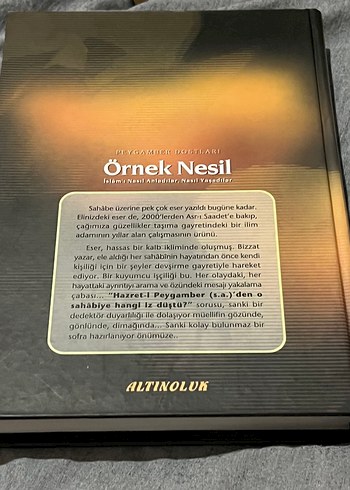 PEYGAMBER DOSTLARI
Örnek Nesil
İslâm'ı Nasıl Anladılar, Nasıl Yaşadılar
Sahâbe üzerine pek çok eser yazıldı bugüne kadar.
Elinizdeki eser de, 2000'lerden Asr-ı Saadet'e bakıp,
çağımıza güzellikler taşıma gayretindeki bir ilim
adamının yıllar alan çalışmasının ürünü.
Eser, hassas bir kalb ikliminde oluşmuş. Bizzat
yazar, ele aldığı her sahâbînin hayatından önce kendi
kişiliği için bir şeyler devşirme gayretiyle hareket
ediyor. Bir kuyumcu işçiliği bu. Her olaydaki, her
hayattaki ayrıntıyı arama ve özündeki mesajı yakalama
çabası... "Hazret-i Peygamber (s.a.)'den o
sahâbîye hangi iz düştü?" sorusu, sanki bir
dedektör duyarlılığı ile dolaşıyor müellifin gözünde,
gönlünde, dimağında... Sanki kolay bulunmaz bir
sofra hazırlanıyor önümüze..
ALTINOLUK